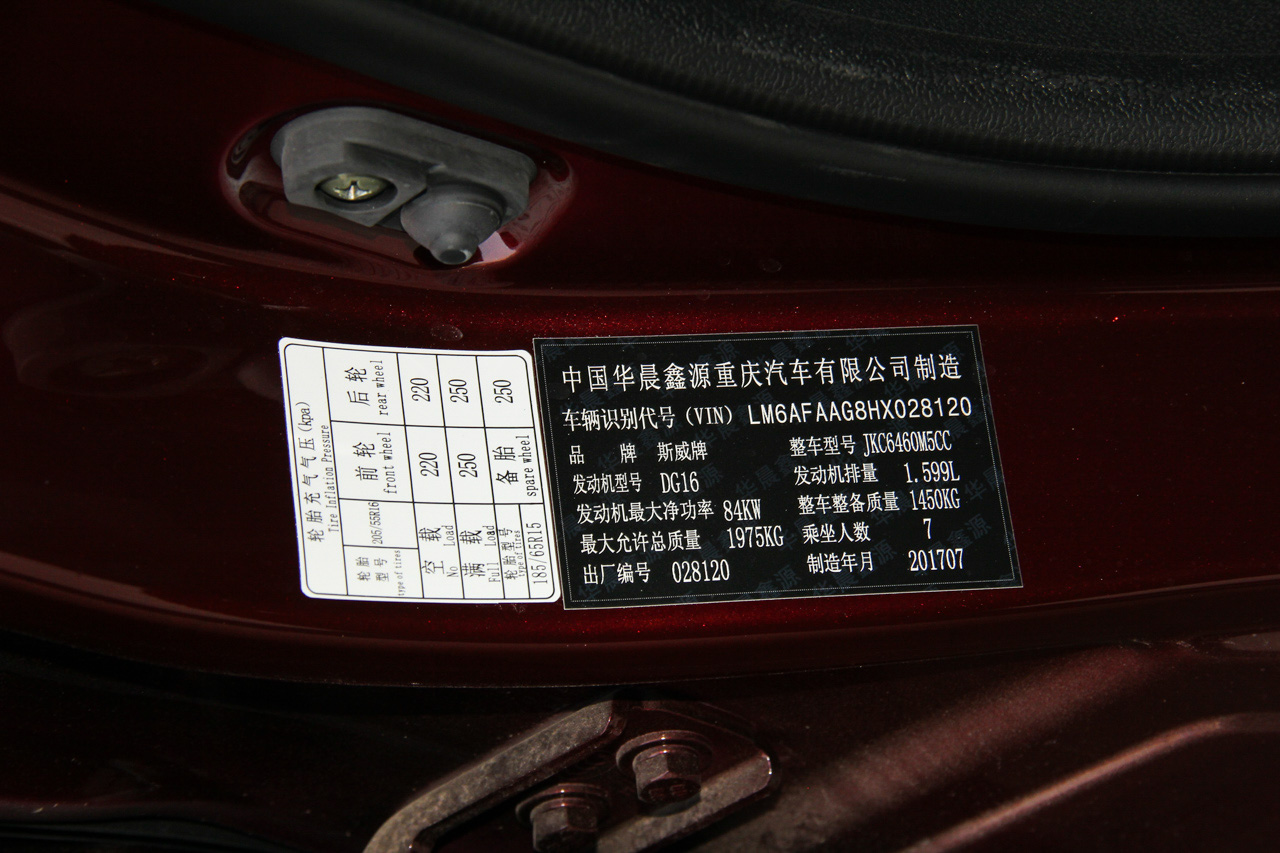 轮胎充气气压(kpa)
Tire Inflation Pressure
轮胎型号 205/55R16 前轮 后轮
type of tires front wheel rear wheel
空载 220 220
No Load
满载 250 250
Full Load
轮胎型号 备胎 250
type of tires spare wheel
185/65R15
中国华晨鑫源重庆汽车有限公司制造
车辆识别代号(VIN) LM6AFAAG8HX028120
品 牌 斯威牌 整车型号 JKC6460M5CC
发动机型号 DG16 发动机排量 1.599L
发动机最大净功率 84KW 整车整备质量 1450KG
最大允许总质量 1975KG 乘坐人数 7
出厂编号 028120 制造年月 201707